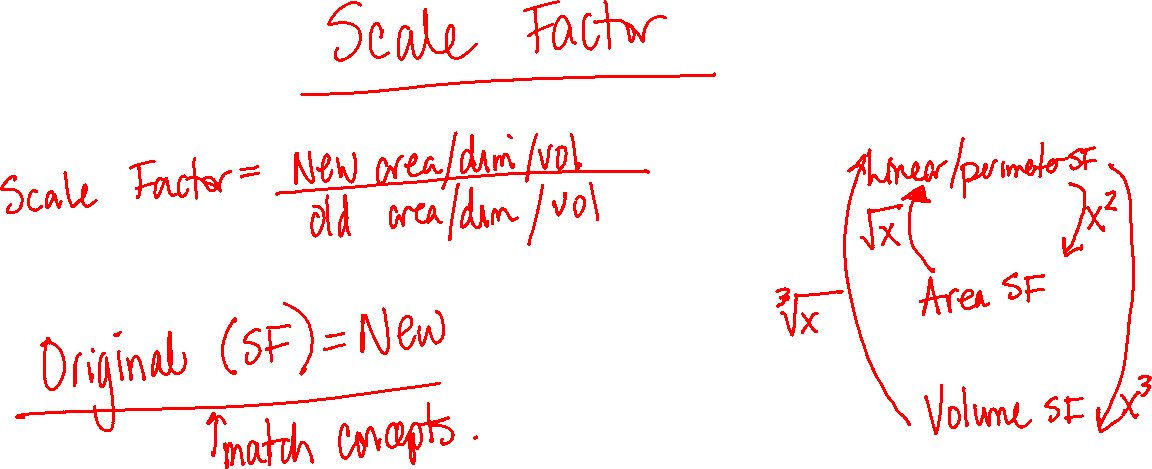 Scale Factor
Scale Factor = New area/dim/vol
old area/dim/vol
Original (SF) = New
↑match concepts.
Linear/perimeter SF
√x
x²
Area SF
∛x
Volume SF
x³